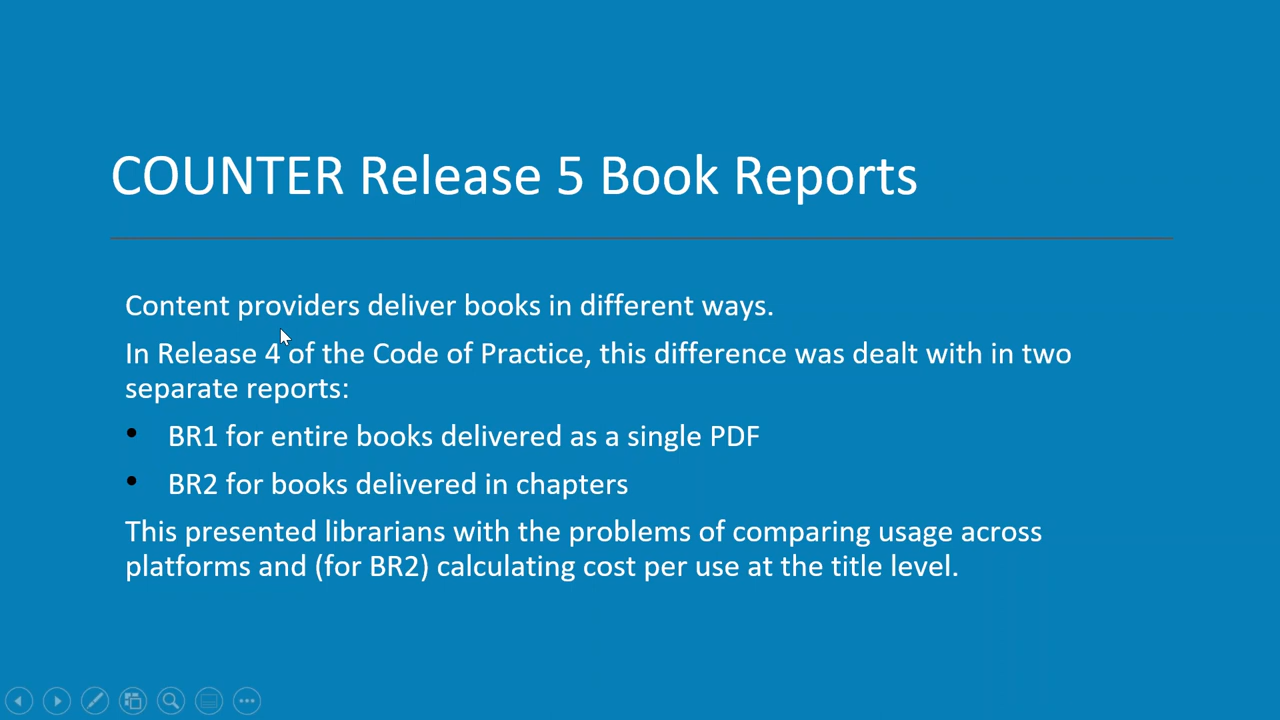 COUNTER Release 5 Book Reports
Content providers deliver books in different ways.
In Release 4 of the Code of Practice, this difference was dealt with in two
separate reports:
• BR1 for entire books delivered as a single PDF
• BR2 for books delivered in chapters
This presented librarians with the problems of comparing usage across
platforms and (for BR2) calculating cost per use at the title level.